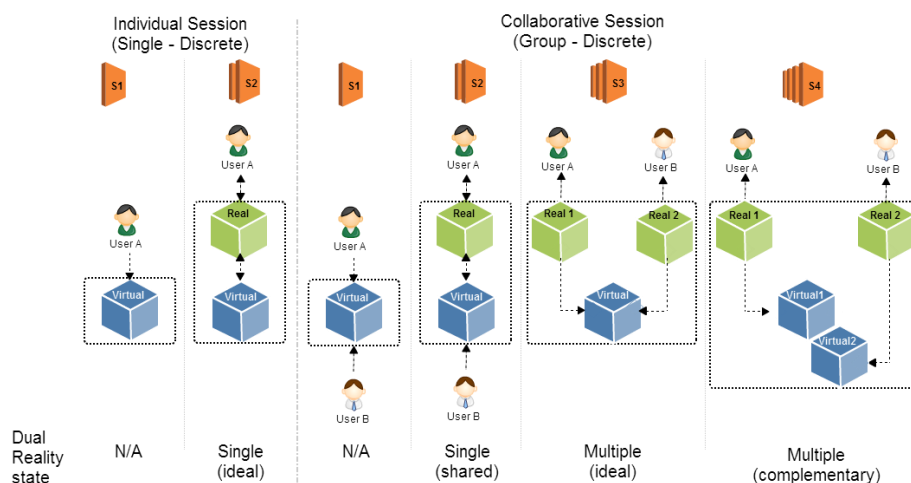 Individual Session
(Single - Discrete)
Collaborative Session
(Group - Discrete)
S1
S2
S1
S2
S3
S4
User A
User A
User A
User B
User A
User B
Real
Real
Real 1
Real 2
Real 1
Real 2
User A
User A
Virtual
Virtual
Virtual
Virtual
Virtual
Virtual1
Virtual2
User B
User B
Dual
Reality
state
N/A
Single
(ideal)
N/A
Single
(shared)
Multiple
(ideal)
Multiple
(complementary)